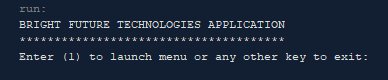 run:
BRIGHT FUTURE TECHNOLOGIES APPLICATION
**************************************
Enter (1) to launch menu or any other key to exit: